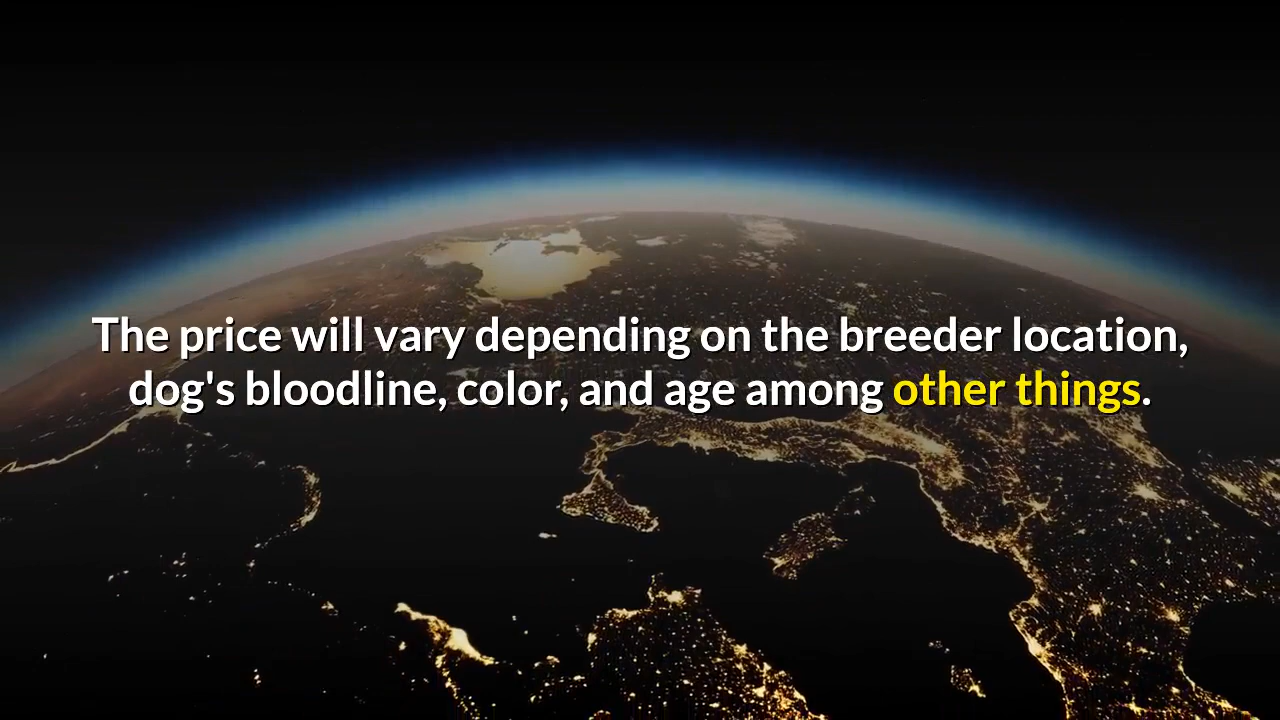 The price will vary depending on the breeder location,
dog's bloodline, color, and age among other things.